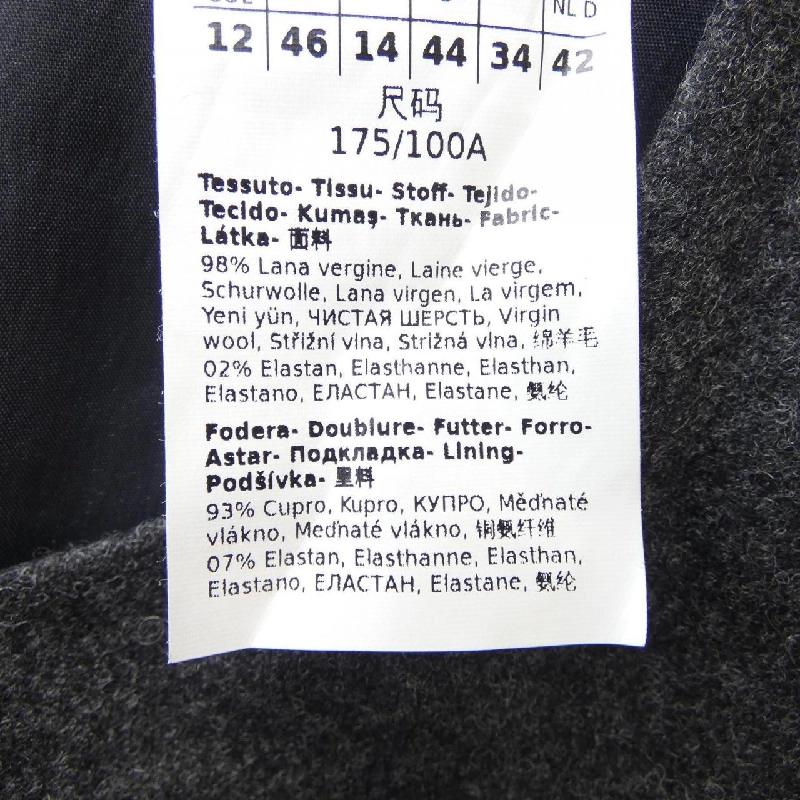 NL D
12 46 14 44 34 42
尺码
175/100A
Tessuto- Tissu- Stoff- Tejido-
Tecido- Kumaş- Ткань- Fabric-
Látka- 面料
98% Lana vergine, Laine vierge,
Schurwolle, Lana virgen, La virgem,
Yeni yün, ЧИСТАЯ ШЕРСТЬ, Virgin
wool, Střižní vlna, Strižná vlna, 绵羊毛
02% Elastan, Elasthanne, Elasthan,
Elastano, ЕЛАСТАН, Elastane, 氨纶
Fodera- Doublure- Futter- Forro-
Astar- Подкладка- Lining-
Podšívka- 里料
93% Cupro, Kupro, КУПРО, Měďnaté
vlákno, Meďnaté vlákno, 铜氨纤维
07% Elastan, Elasthanne, Elasthan,
Elastano, ЕЛАСТАН, Elastane, 氨纶